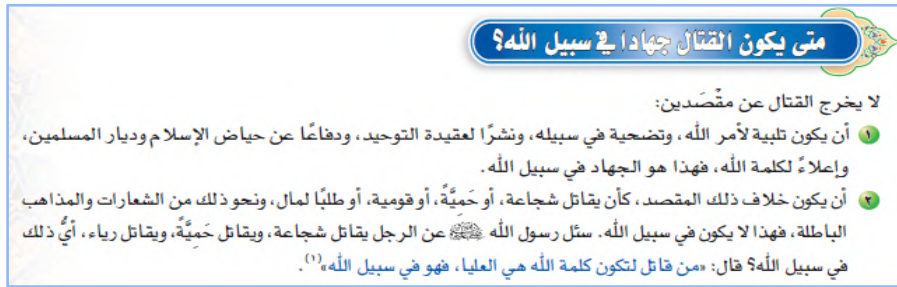 متى يكون القتال جهادا في سبيل الله؟
لا يخرج القتال عن مقْصَدين:
١ أن يكون تلبية لأمر الله، وتضحية في سبيله، ونشرًا لعقيدة التوحيد، ودفاعًا عن حياض الإسلام وديار المسلمين،
وإعلاءً لكلمة الله، فهذا هو الجهاد في سبيل الله.
٢ أن يكون خلاف ذلك المقصد، كأن يقاتل شجاعة، أو حَميَّةً، أو قومية، أو طلبًا لمال، ونحو ذلك من الشعارات والمذاهب
الباطلة، فهذا لا يكون في سبيل الله. سئل رسول الله ﷺ عن الرجل يقاتل شجاعة، ويقاتل حَميَّةً، ويقاتل رياء، أيُّ ذلك
في سبيل الله؟ قال: «من قاتل لتكون كلمة الله هي العليا، فهو في سبيل الله»(١).